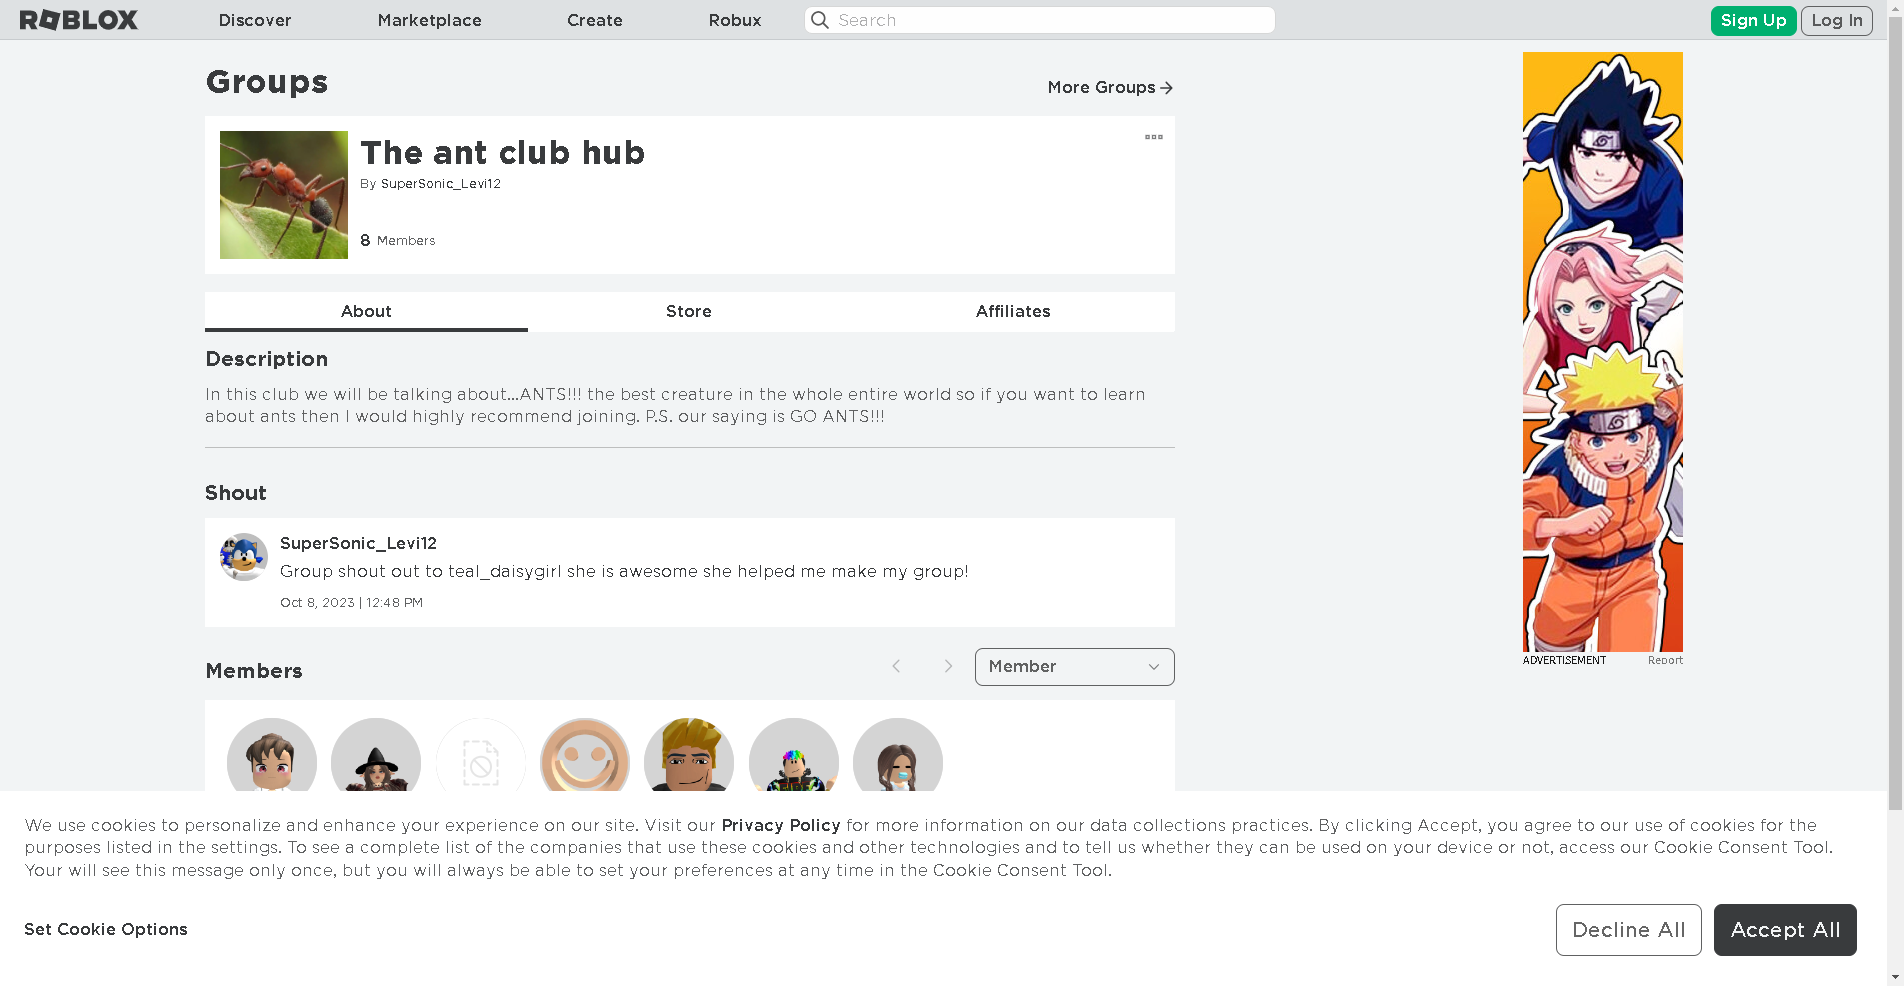 ROBLOX
Discover
Marketplace
Create
Robux
Search
Sign Up
Log In
Groups
More Groups
The ant club hub
By SuperSonic_Levi12
8 Members
About
Store
Affiliates
Description
In this club we will be talking about...ANTS!!! the best creature in the whole entire world so if you want to learn
about ants then I would highly recommend joining. P.S. our saying is GO ANTS!!!
Shout
SuperSonic_Levi12
Group shout out to teal_daisygirl she is awesome she helped me make my group!
Oct 8, 2023 | 12:48 PM
Members
Member
ADVERTISEMENT
Report
We use cookies to personalize and enhance your experience on our site. Visit our Privacy Policy for more information on our data collections practices. By clicking Accept, you agree to our use of cookies for the
purposes listed in the settings. To see a complete list of the companies that use these cookies and other technologies and to tell us whether they can be used on your device or not, access our Cookie Consent Tool.
Your will see this message only once, but you will always be able to set your preferences at any time in the Cookie Consent Tool.
Set Cookie Options
Decline All
Accept All